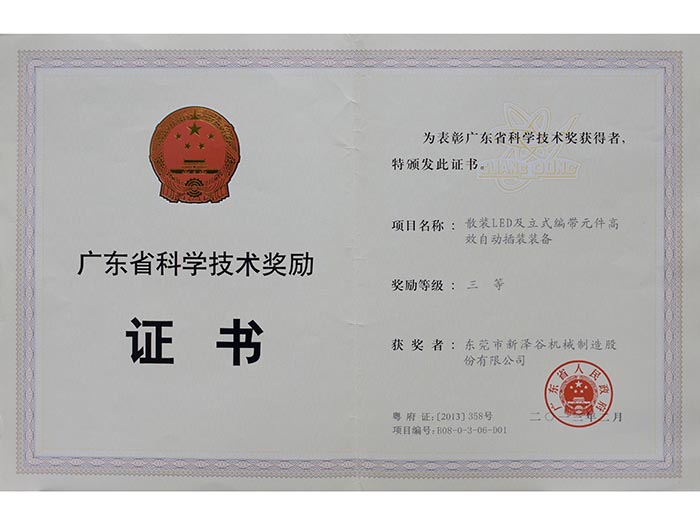 广东省科学技术奖励
证书
为表彰广东省科学技术奖获得者，
特颁发此证书。
GUANG DONG
项目名称：散装LED及立式编带元件高
效自动插装装备
奖励等级：三 等
获 奖 者：东莞市新泽谷机械制造股
份有限公司
广东省人民政府
粤 府 证:[2013]358号
项目编号:B08-0-3-06-D01